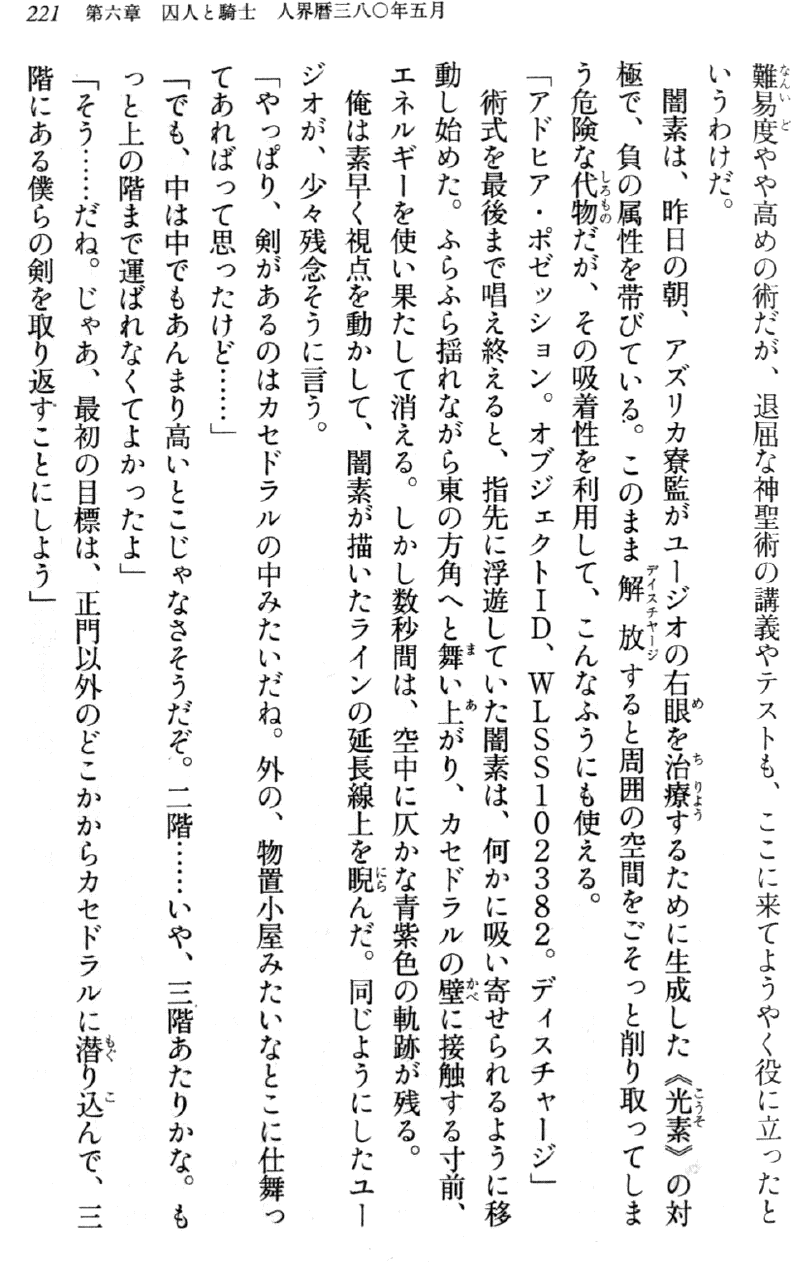 221　第六章　囚人と騎士　人界暦三八〇年五月
難易度やや高めの術だが、退屈な神聖術の講義やテストも、ここに来てようやく役に立ったと
いうわけだ。
　闇素は、昨日の朝、アズリカ寮監がユージオの右眼を治療するために生成した《光素》の対
極で、負の属性を帯びている。このまま解放すると周囲の空間をごそっと削り取ってしま
う危険な代物だが、その吸着性を利用して、こんなふうにも使える。
「アドヒア・ポゼッション。オブジェクトＩＤ、ＷＬＳＳ１０２３８２。ディスチャージ」
　術式を最後まで唱え終えると、指先に浮遊していた闇素は、何かに吸い寄せられるように移
動し始めた。ふらふら揺れながら東の方角へと舞い上がり、カセドラルの壁に接触する寸前、
エネルギーを使い果たして消える。しかし数秒間は、空中に仄かな青紫色の軌跡が残る。
　俺は素早く視点を動かして、闇素が描いたラインの延長線上を睨んだ。同じようにしたユー
ジオが、少々残念そうに言う。
「やっぱり、剣があるのはカセドラルの中みたいだね。外の、物置小屋みたいなとこに仕舞っ
てあればって思ったけど……」
「でも、中は中でもあんまり高いとこじゃなさそうだぞ。二階……いや、三階あたりかな。も
っと上の階まで運ばれなくてよかったよ」
「そう……だね。じゃあ、最初の目標は、正門以外のどこかからカセドラルに潜り込んで、三
階にある僕らの剣を取り返すことにしよう」